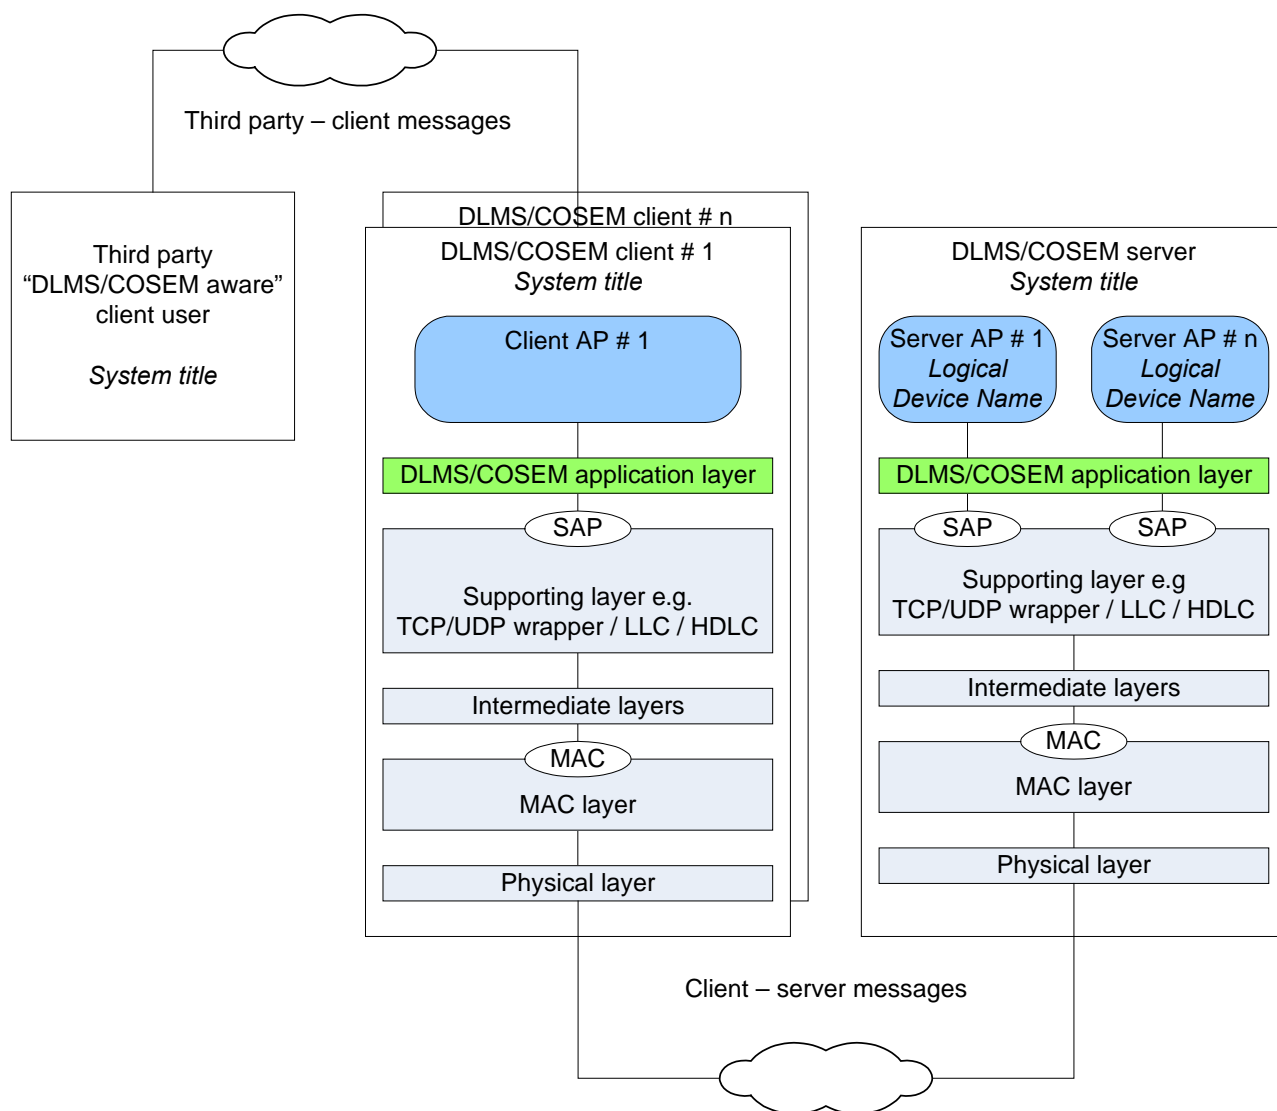 Third party – client messages
Third party
“DLMS/COSEM aware”
client user
System title
DLMS/COSEM client # n
DLMS/COSEM client # 1
System title
Client AP # 1
DLMS/COSEM application layer
SAP
Supporting layer e.g.
TCP/UDP wrapper / LLC / HDLC
Intermediate layers
MAC
MAC layer
Physical layer
DLMS/COSEM server
System title
Server AP # 1
Logical
Device Name
Server AP # n
Logical
Device Name
DLMS/COSEM application layer
SAP
SAP
Supporting layer e.g
TCP/UDP wrapper / LLC / HDLC
Intermediate layers
MAC
MAC layer
Physical layer
Client – server messages